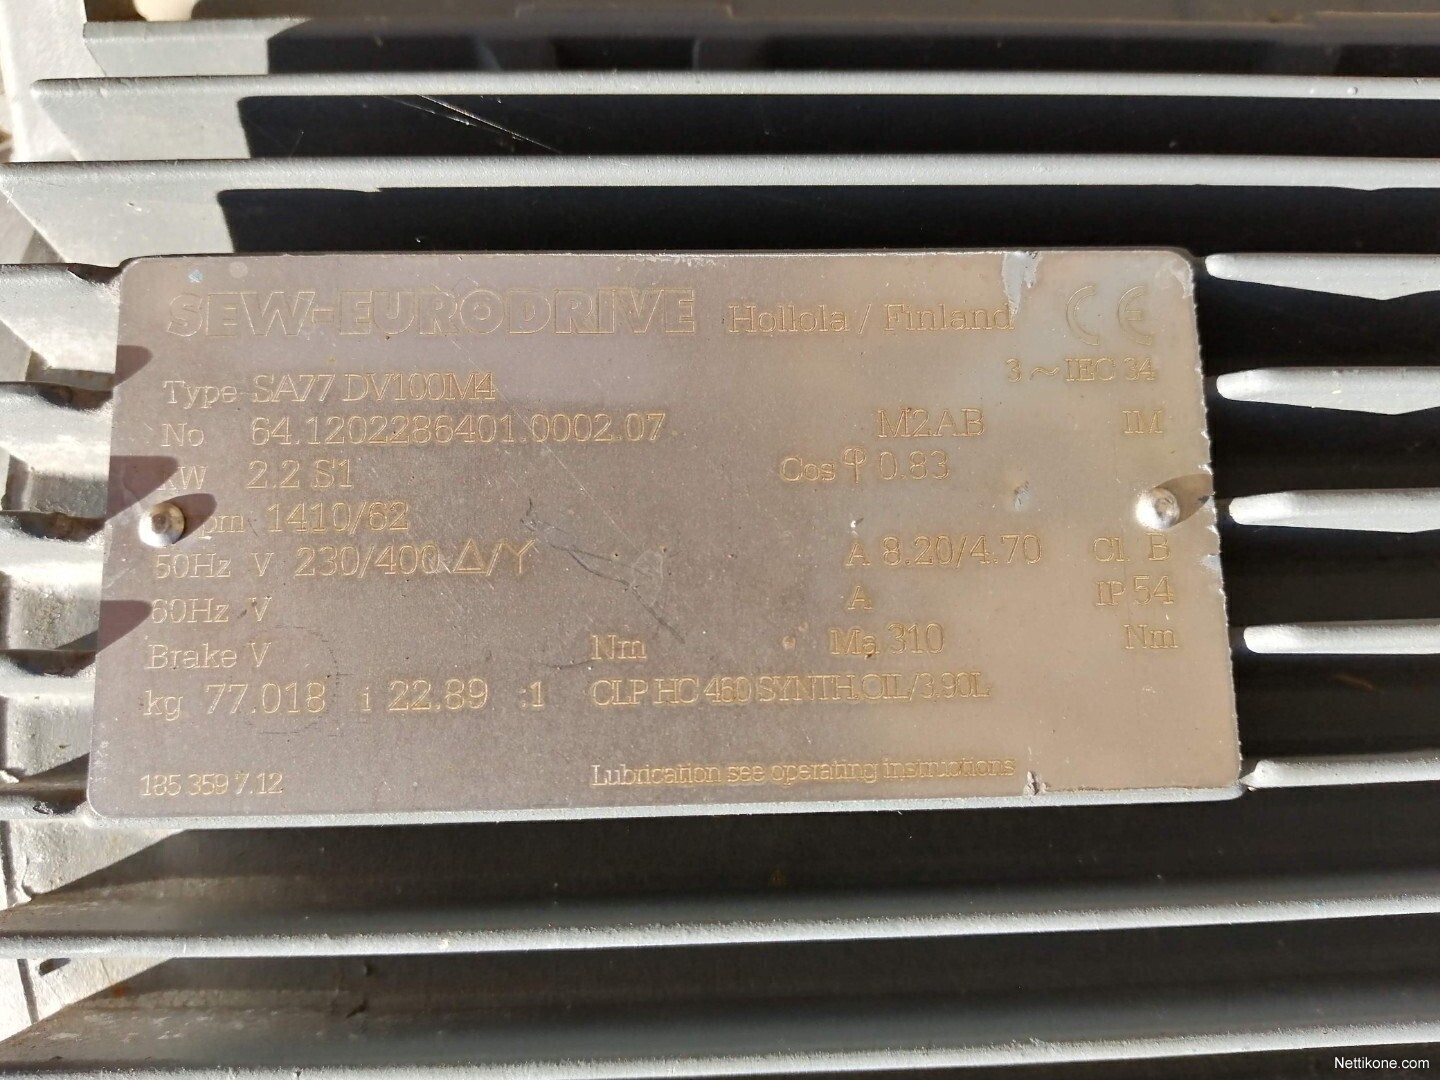 SEW-EURODRIVE Hollola / Finland CE
3 ~ IEC 34
Type SA77 DV100M4
No 64.1202286401.0002.07 M2AB IM
kW 2.2 S1 Cos φ 0.83
rpm 1410/62
50Hz V 230/400 Δ/Y A 8.20/4.70 Cl. B
60Hz V A IP 54
Brake V Nm Ma 310 Nm
kg 77.018 i 22.89 :1 CLP HC 460 SYNTH.OIL/3.90L
185 359 7.12 Lubrication see operating instructions
Nettikone.com